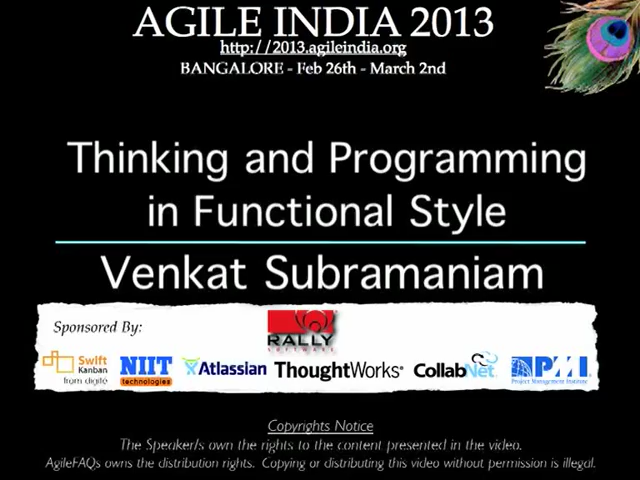 AGILE INDIA 2013
http://2013.agileindia.org
BANGALORE - Feb 26th - March 2nd
Thinking and Programming
in Functional Style
Venkat Subramaniam
Sponsored By:
RALLY
SOFTWARE
Swift
Kanban
from digité
NIIT
technologies
Atlassian
ThoughtWorks®
CollabNet
PMI
Project Management Institute
Copyrights Notice
The Speaker/s own the rights to the content presented in the video.
AgileFAQs owns the distribution rights. Copying or distributing this video without permission is illegal.